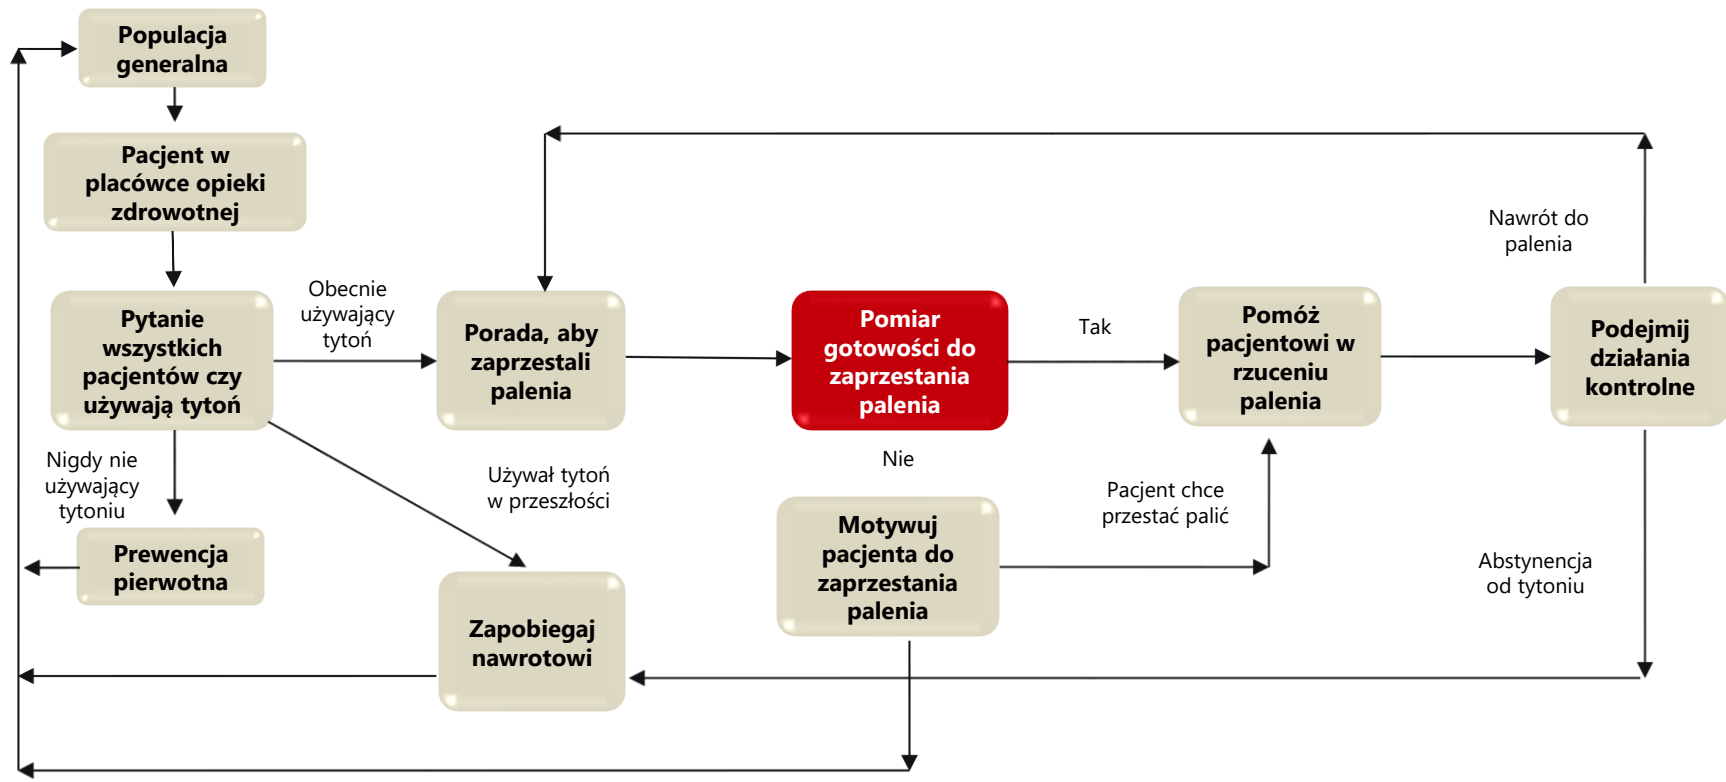 Populacja
generalna
Pacjent w
placówce opieki
zdrowotnej
Pytanie
wszystkich
pacjentów czy
używają tytoń
Obecnie
używający
tytoń
Porada, aby
zaprzestali
palenia
Pomiar
gotowości do
zaprzestania
palenia
Tak
Pomóż
pacjentowi w
rzuceniu
palenia
Podejmij
działania
kontrolne
Nawrót do
palenia
Nigdy nie
używający
tytoniu
Używał tytoń
w przeszłości
Nie
Pacjent chce
przestać palić
Prewencja
pierwotna
Motywuj
pacjenta do
zaprzestania
palenia
Abstynencja
od tytoniu
Zapobiegaj
nawrotowi